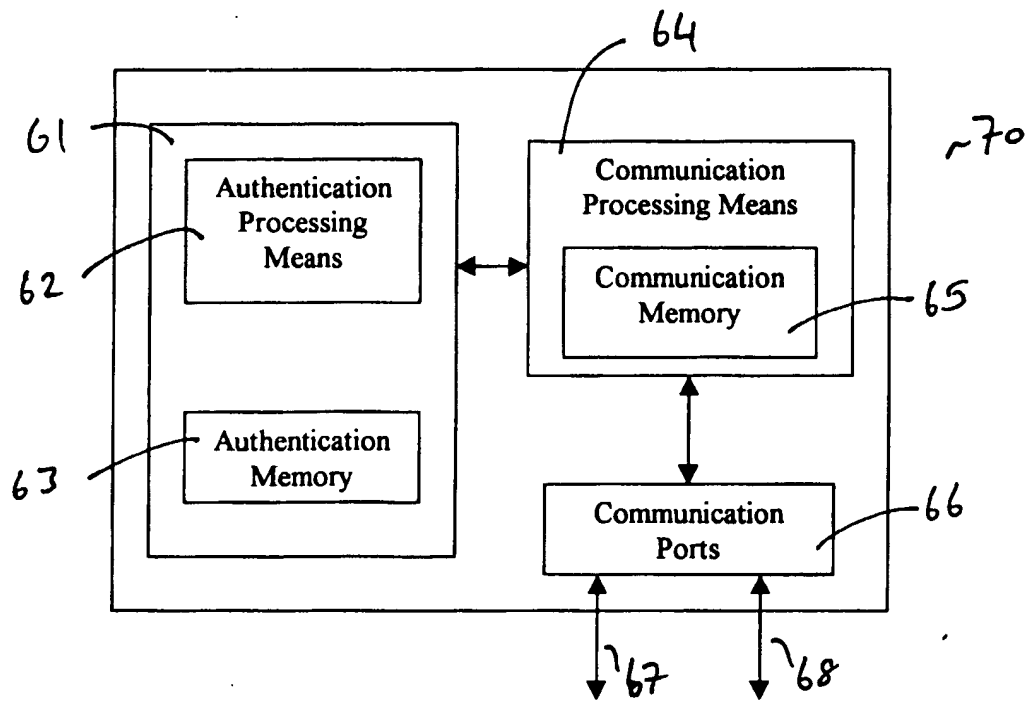 64
61
~70
Authentication
Processing
Means
Communication
Processing Means
62
Communication
Memory
65
Authentication
Memory
63
Communication
Ports
66
67
68